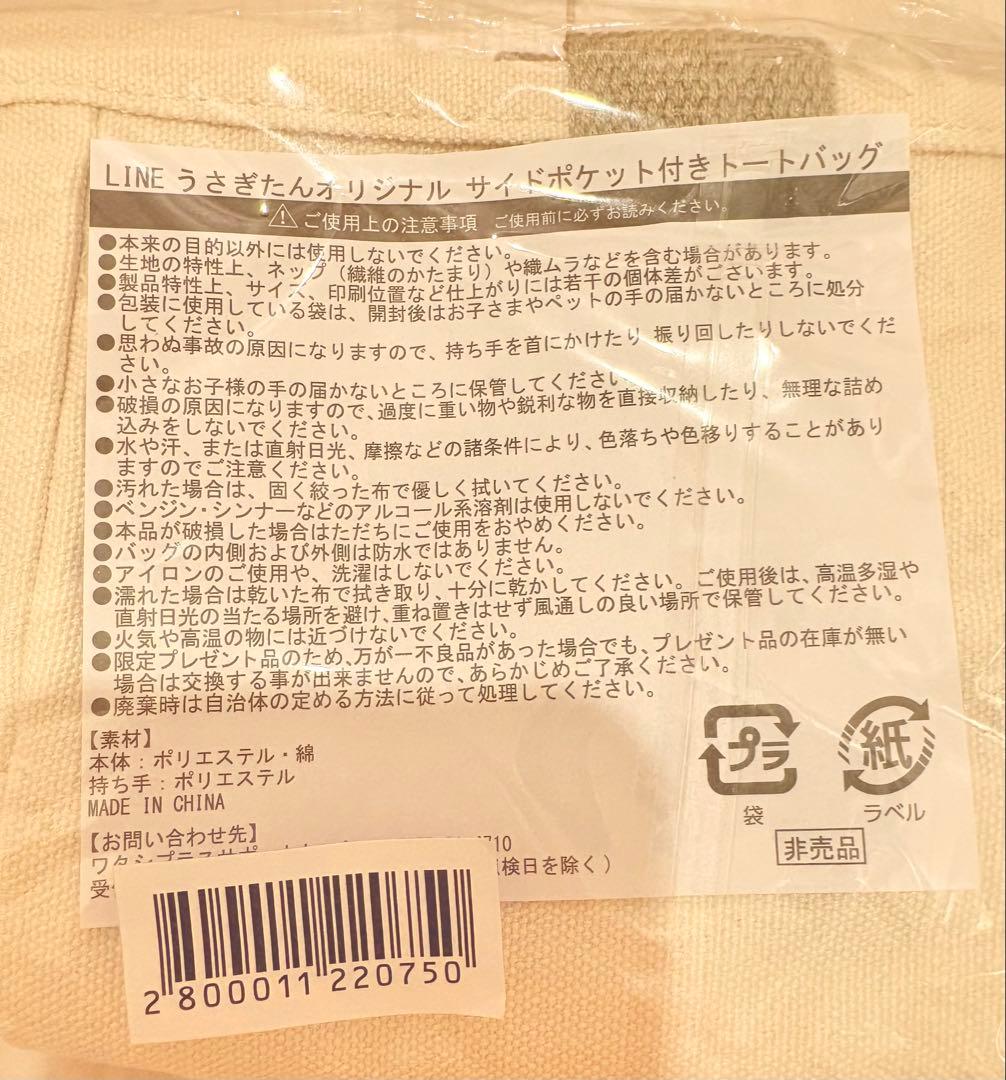 LINE うさぎたんオリジナル サイドポケット付きトートバッグ
ご使用上の注意事項 ご使用前に必ずお読みください。
●本来の目的以外には使用しないでください。
●生地の特性上、ネップ（繊維のかたまり）や織ムラなどを含む場合があります。
●製品特性上、サイズ、印刷位置など仕上がりには若干の個体差がございます。
●包装に使用している袋は、開封後はお子さまやペットの手の届かないところに処分
してください。
●思わぬ事故の原因になりますので、持ち手を首にかけたり 振り回したりしないでくだ
さい。
●小さなお子様の手の届かないところに保管してください
●破損の原因になりますので、過度に重い物や鋭利な物を直接収納したり、無理な詰め
込みをしないでください。
●水や汗、または直射日光、摩擦などの諸条件により、色落ちや色移りすることがあり
ますのでご注意ください。
●汚れた場合は、固く絞った布で優しく拭いてください。
●ベンジン・シンナーなどのアルコール系溶剤は使用しないでください。
●本品が破損した場合はただちにご使用をおやめください。
●バッグの内側および外側は防水ではありません。
●アイロンのご使用や、洗濯はしないでください。
●濡れた場合は乾いた布で拭き取り、十分に乾かしてください。ご使用後は、高温多湿や
直射日光の当たる場所を避け、重ね置きはせず風通しの良い場所で保管してください。
●火気や高温の物には近づけないでください。
●限定プレゼント品のため、万が一不良品があった場合でも、プレゼント品の在庫が無い
場合は交換する事が出来ませんので、あらかじめご了承ください。
●廃棄時は自治体の定める方法に従って処理してください。
【素材】
本体：ポリエステル・綿
持ち手：ポリエステル
MADE IN CHINA
プラ
袋
紙
ラベル
非売品
【お問い合わせ先】
ワタシプラスサポ 710
受 検日を除く）
2 800011 220750